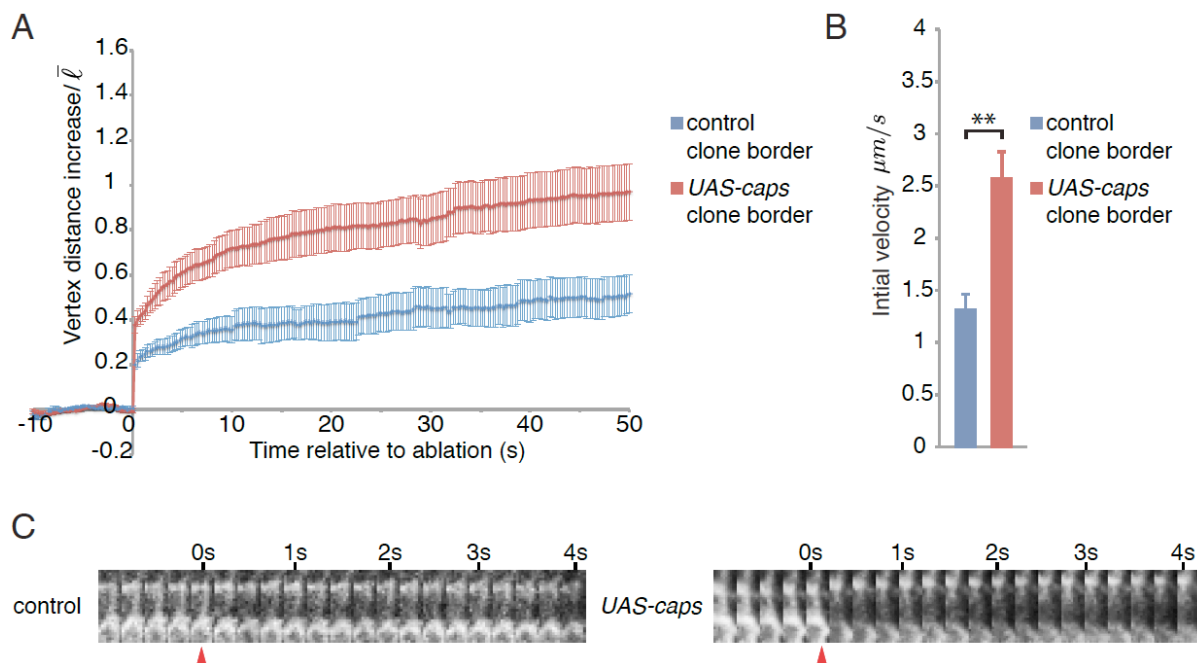 A
Vertex distance increase/ ℓ̅
1.6
1.4
1.2
1
0.8
0.6
0.4
0.2
0
-0.2
-10
0
10
20
30
40
50
Time relative to ablation (s)
control
clone border
UAS-caps
clone border
B
Intial velocity μm/s
4
3.5
3
2.5
2
1.5
1
0.5
0
**
control
clone border
UAS-caps
clone border
C
0s 1s 2s 3s 4s
control
0s 1s 2s 3s 4s
UAS-caps